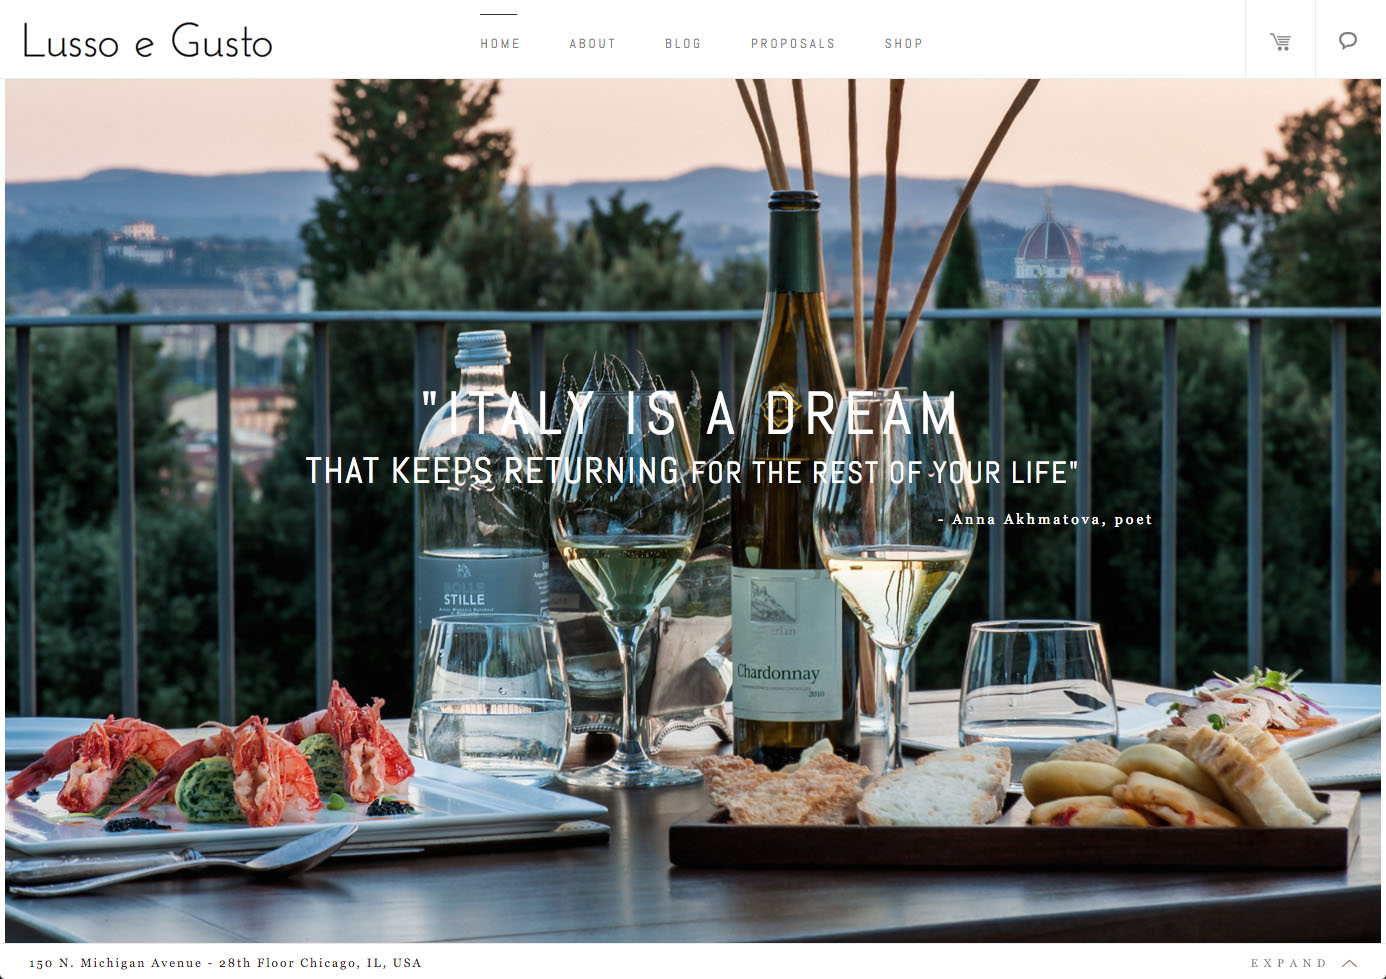 Lusso e Gusto
HOME ABOUT BLOG PROPOSALS SHOP
"ITALY IS A DREAM
THAT KEEPS RETURNING FOR THE REST OF YOUR LIFE"
- Anna Akhmatova, poet
BOLLE
STILLE
Chardonnay
2010
150 N. Michigan Avenue - 28th Floor Chicago, IL, USA
EXPAND